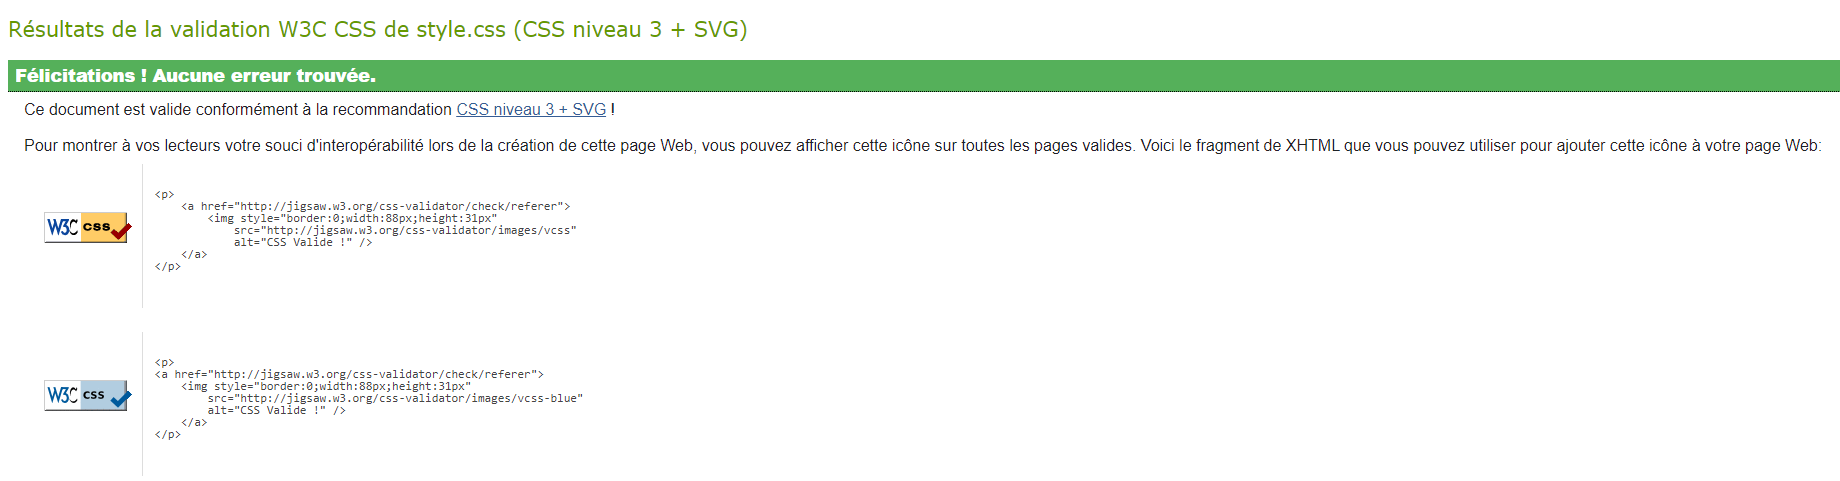 Résultats de la validation W3C CSS de style.css (CSS niveau 3 + SVG)
Félicitations ! Aucune erreur trouvée.
Ce document est valide conformément à la recommandation CSS niveau 3 + SVG !
Pour montrer à vos lecteurs votre souci d'interopérabilité lors de la création de cette page Web, vous pouvez afficher cette icône sur toutes les pages valides. Voici le fragment de XHTML que vous pouvez utiliser pour ajouter cette icône à votre page Web:
W3C css
<p>
    <a href="http://jigsaw.w3.org/css-validator/check/referer">
        <img style="border:0;width:88px;height:31px"
            src="http://jigsaw.w3.org/css-validator/images/vcss"
            alt="CSS Valide !" />
    </a>
</p>
W3C css
<p>
<a href="http://jigsaw.w3.org/css-validator/check/referer">
    <img style="border:0;width:88px;height:31px"
        src="http://jigsaw.w3.org/css-validator/images/vcss-blue"
        alt="CSS Valide !" />
    </a>
</p>